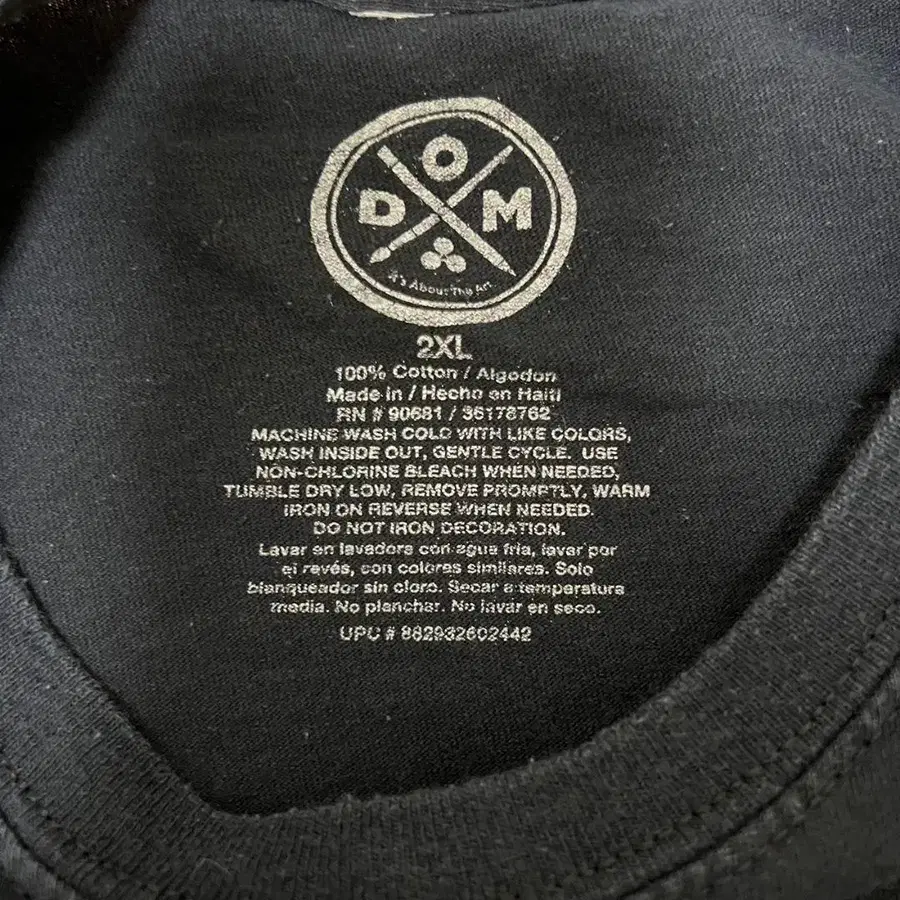 O
D M
It's About The Art
2XL
100% Cotton / Algodon
Made in / Hecho en Haiti
RN # 90681 / 36178762
MACHINE WASH COLD WITH LIKE COLORS,
WASH INSIDE OUT, GENTLE CYCLE. USE
NON-CHLORINE BLEACH WHEN NEEDED,
TUMBLE DRY LOW, REMOVE PROMPTLY, WARM
IRON ON REVERSE WHEN NEEDED.
DO NOT IRON DECORATION.
Lavar en lavadora con agua fria, lavar por
el revés, con colores similares. Solo
blanqueador sin cloro. Secar a temperatura
media. No planchar. No lavar en seco.
UPC # 882932602442